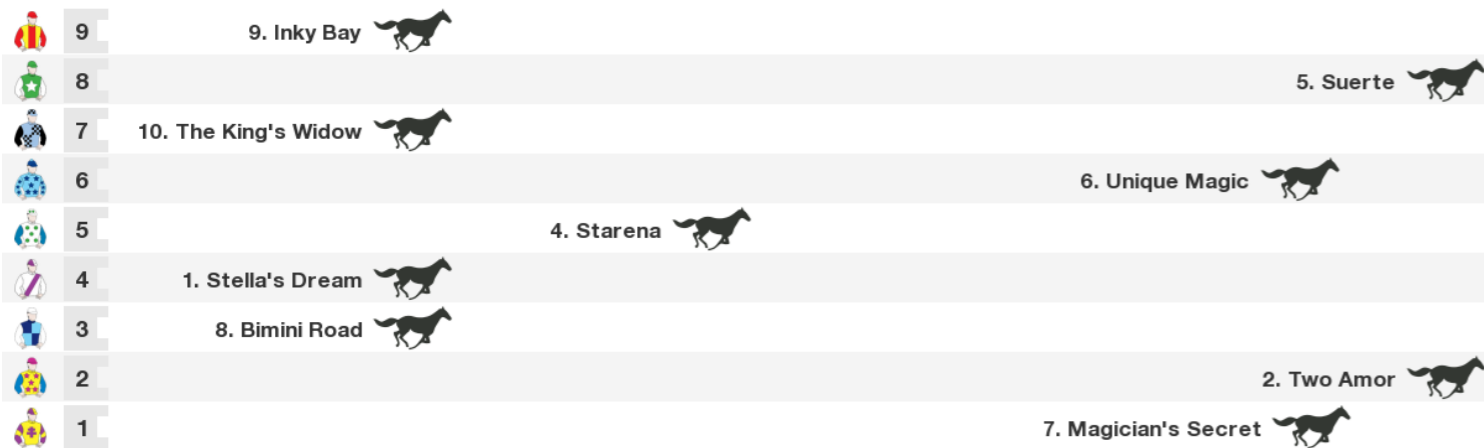 9 9. Inky Bay
8 5. Suerte
7 10. The King's Widow
6 6. Unique Magic
5 4. Starena
4 1. Stella's Dream
3 8. Bimini Road
2 2. Two Amor
1 7. Magician's Secret